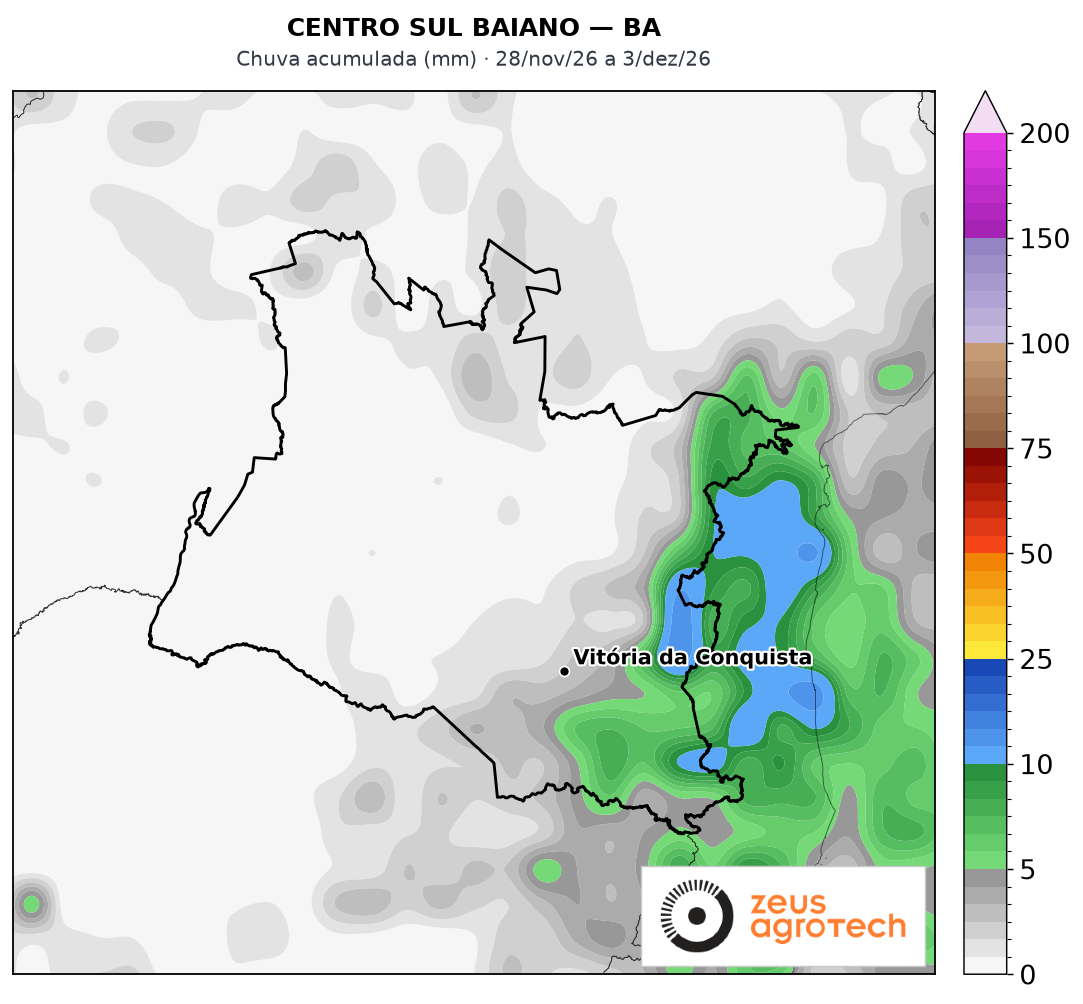 CENTRO SUL BAIANO — BA
Chuva acumulada (mm) · 28/nov/26 a 3/dez/26
200
150
100
75
50
25
10
5
0
Vitória da Conquista
zeus
agrotech